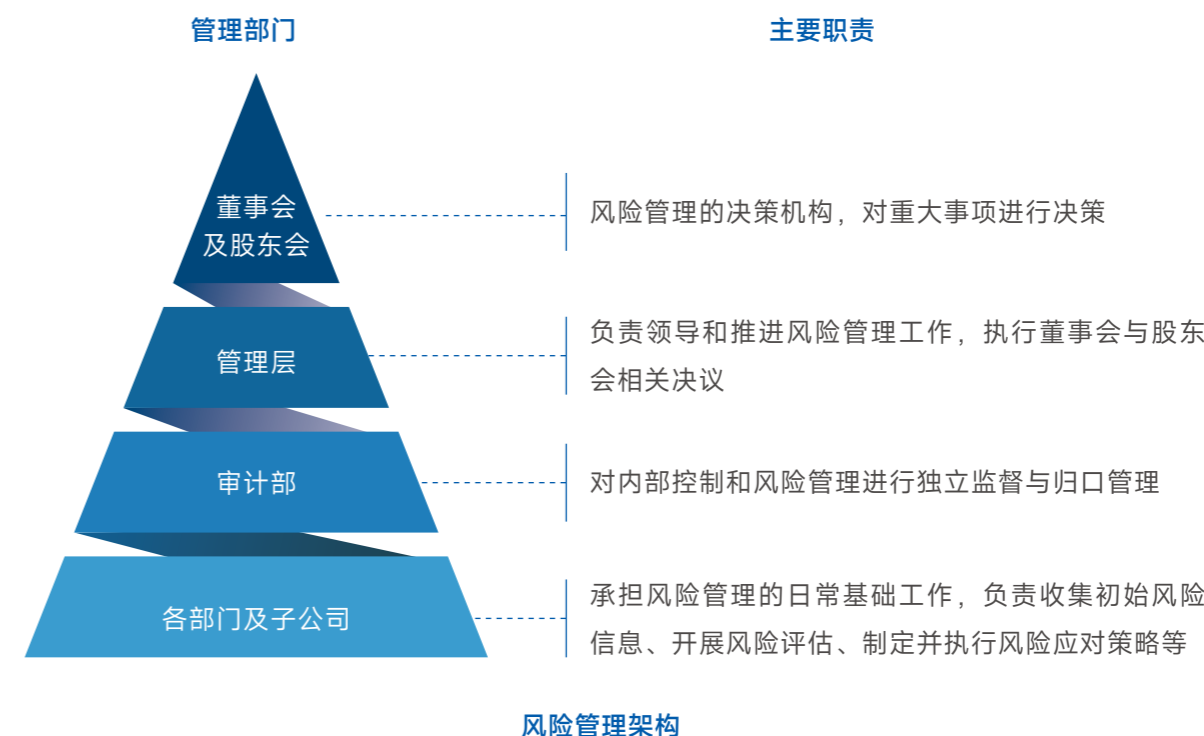 管理部门
主要职责
董事会
及股东会
风险管理的决策机构，对重大事项进行决策
管理层
负责领导和推进风险管理工作，执行董事会与股东
会相关决议
审计部
对内部控制和风险管理进行独立监督与归口管理
各部门及子公司
承担风险管理的日常基础工作，负责收集初始风险
信息、开展风险评估、制定并执行风险应对策略等
风险管理架构